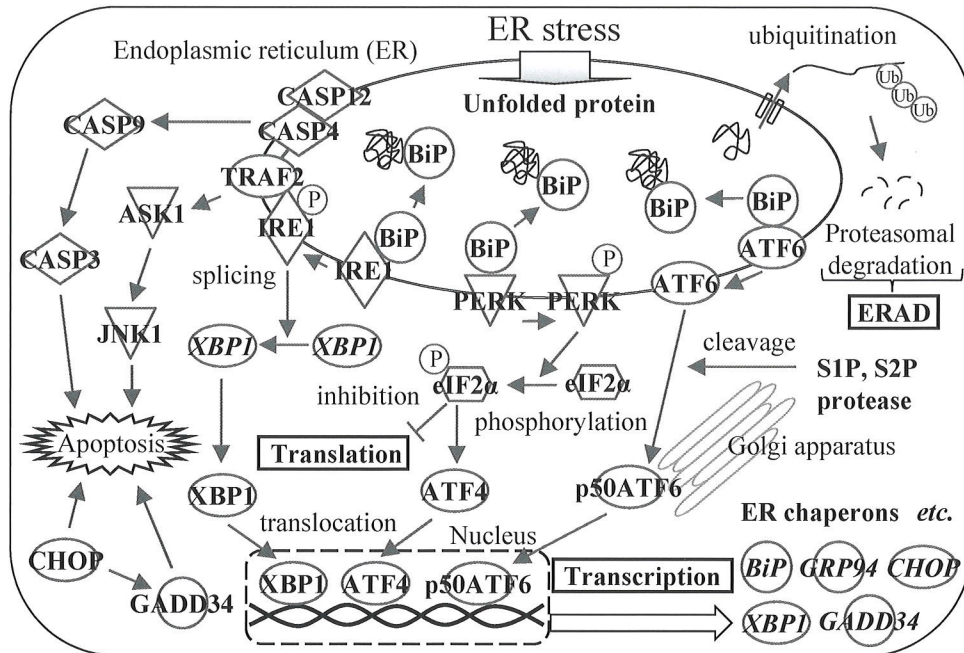 ER stress
Endoplasmic reticulum (ER)
ubiquitination
Unfolded protein
Ub
Ub
Ub
CASP12
CASP9
CASP4
BiP
BiP
BiP
BiP
TRAF2
P
ASK1
IRE1
BiP
BiP
ATF6
Proteasomal
degradation
ERAD
CASP3
splicing
IRE1
PERK
P
PERK
ATF6
JNK1
XBP1
XBP1
cleavage
S1P, S2P
protease
P
eIF2α
eIF2α
inhibition
phosphorylation
Golgi apparatus
Apoptosis
Translation
XBP1
ATF4
p50ATF6
translocation
Nucleus
ER chaperons etc.
CHOP
GADD34
XBP1
ATF4
p50ATF6
Transcription
BiP
GRP94
CHOP
XBP1
GADD34